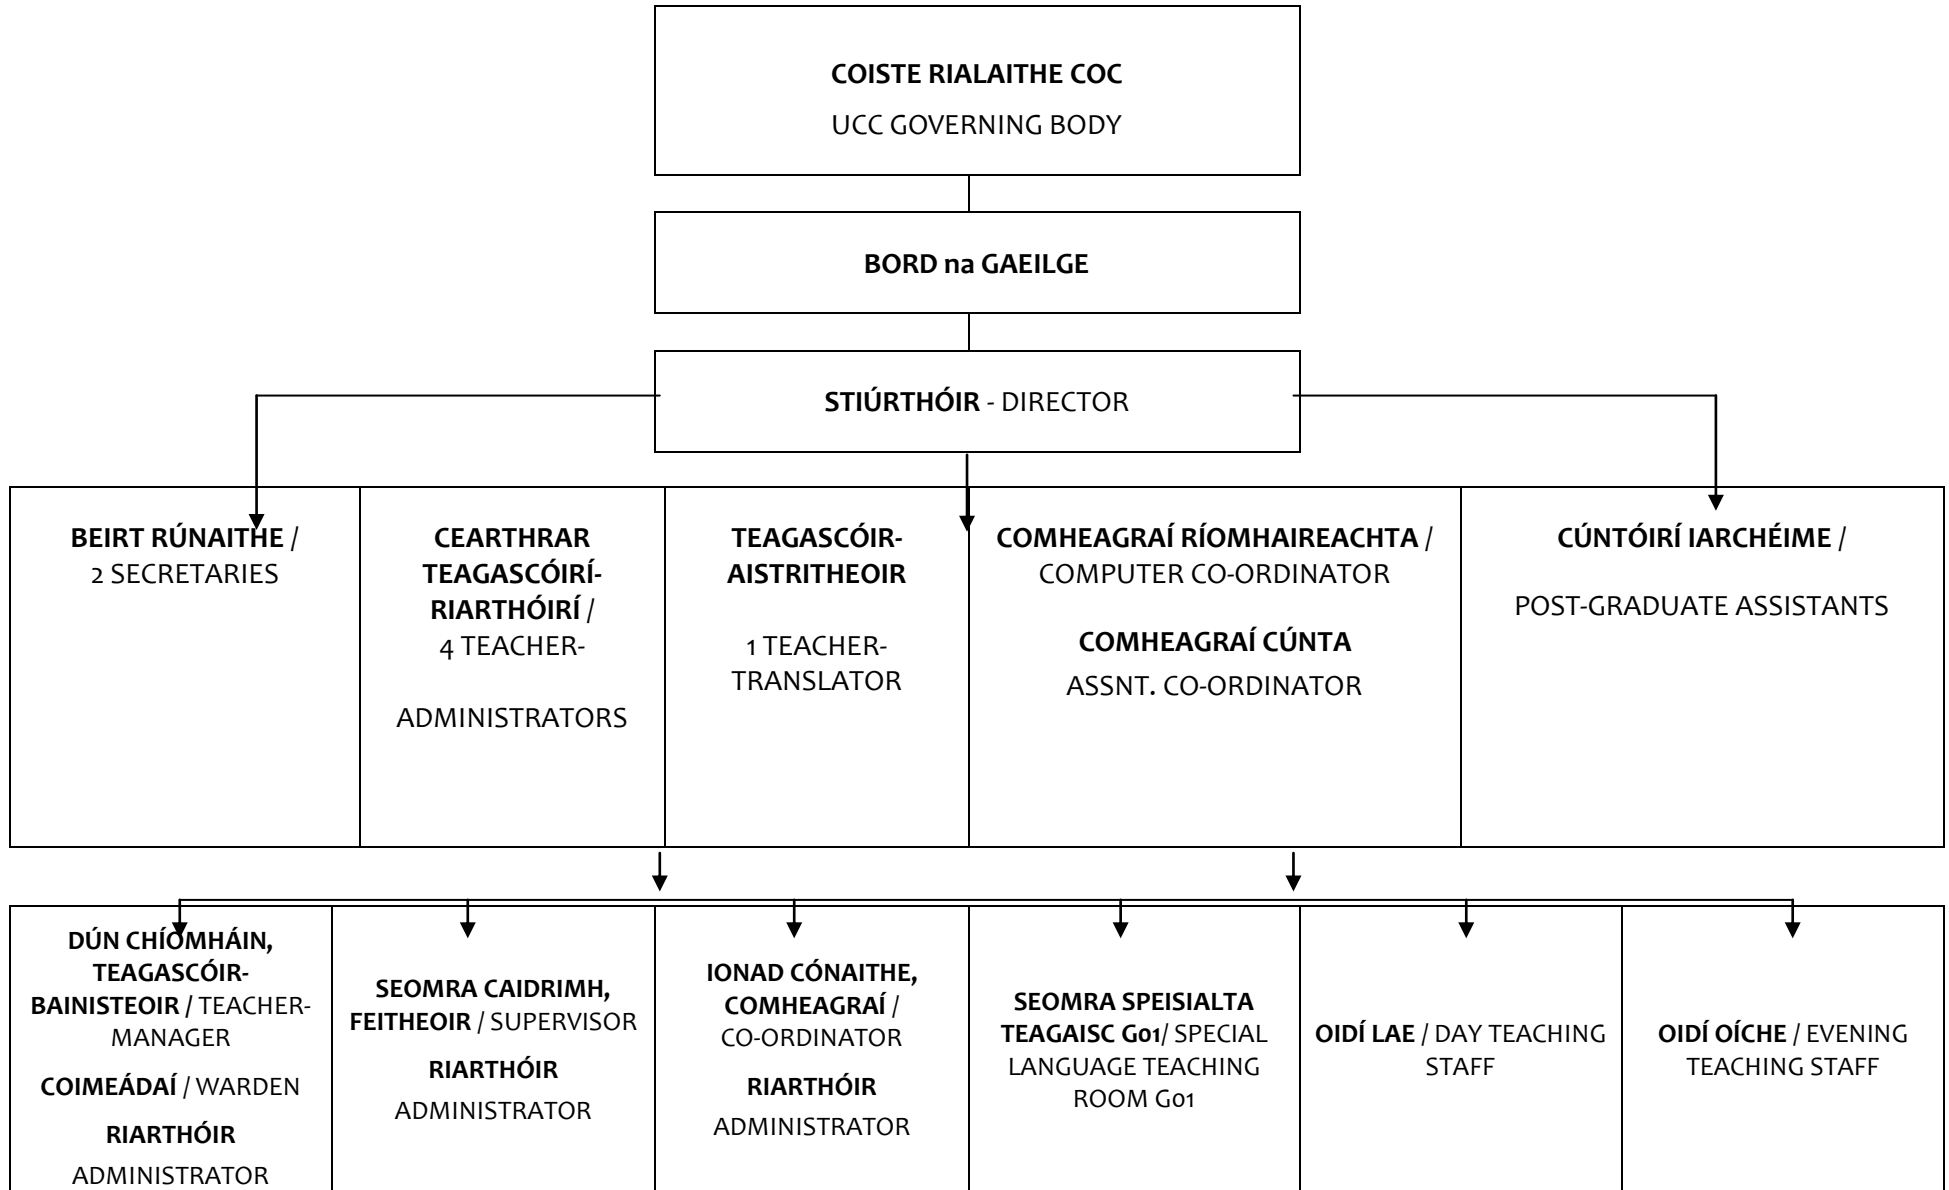 COISTE RIALAITHE COC
UCC GOVERNING BODY
BORD na GAEILGE
STIÚRTHÓIR - DIRECTOR
BEIRT RÚNAITHE /
2 SECRETARIES
CEARTHRAR
TEAGASCÓIRÍ-
RIARTHÓIRÍ /
4 TEACHER-
ADMINISTRATORS
TEAGASCÓIR-
AISTRITHEOIR
1 TEACHER-
TRANSLATOR
COMHEAGRAÍ RÍOMHAIREACHTA /
COMPUTER CO-ORDINATOR
COMHEAGRAÍ CÚNTA
ASSNT. CO-ORDINATOR
CÚNTÓIRÍ IARCHÉIME /
POST-GRADUATE ASSISTANTS
DÚN CHÍOMHÁIN,
TEAGASCÓIR-
BAINISTEOIR / TEACHER-
MANAGER
COIMEÁDAÍ / WARDEN
RIARTHÓIR
ADMINISTRATOR
SEOMRA CAIDRIMH,
FEITHEOIR / SUPERVISOR
RIARTHÓIR
ADMINISTRATOR
IONAD CÓNAITHE,
COMHEAGRAÍ /
CO-ORDINATOR
RIARTHÓIR
ADMINISTRATOR
SEOMRA SPEISIALTA
TEAGAISC G01/ SPECIAL
LANGUAGE TEACHING
ROOM G01
OIDÍ LAE / DAY TEACHING
STAFF
OIDÍ OÍCHE / EVENING
TEACHING STAFF